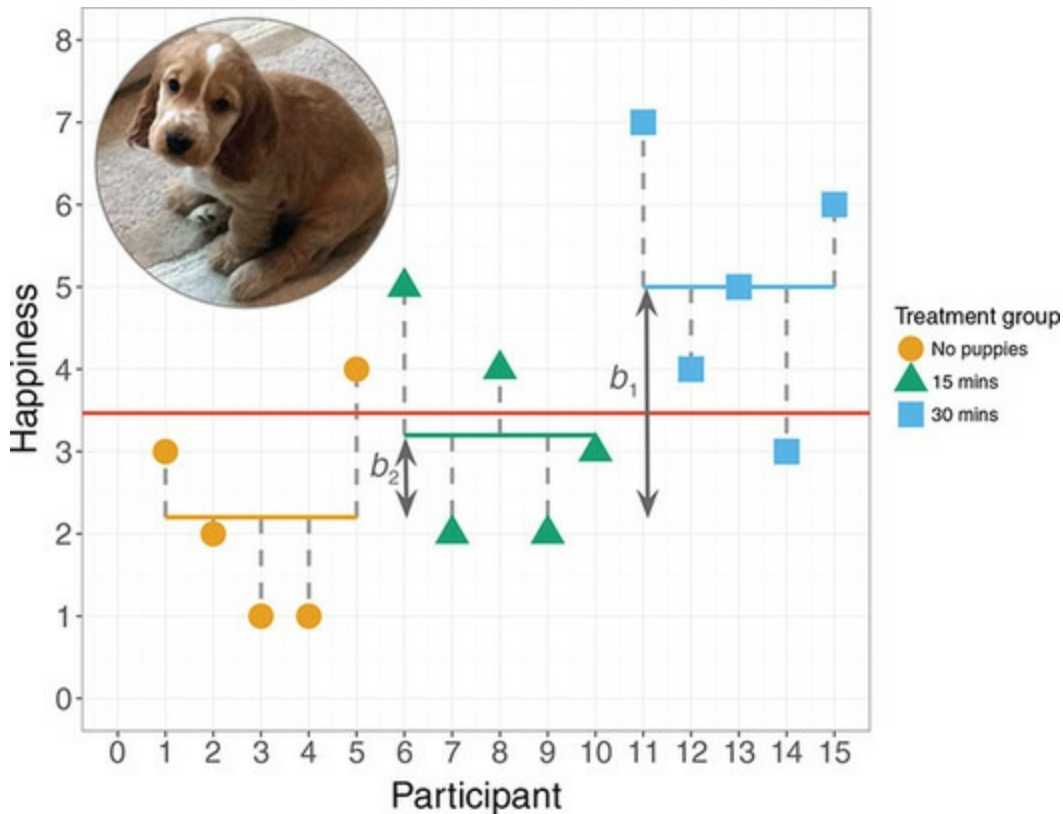 Happiness
8
7
6
5
4
3
2
1
0
b₂
b₁
0 1 2 3 4 5 6 7 8 9 10 11 12 13 14 15
Participant
Treatment group
No puppies
15 mins
30 mins